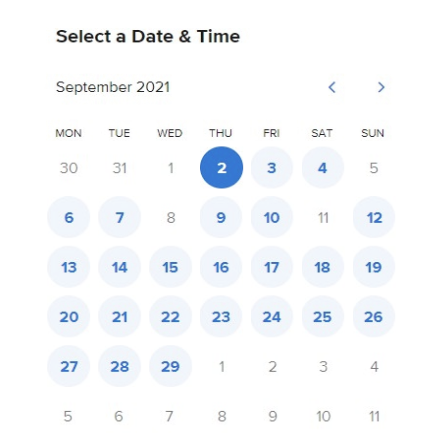 Select a Date & Time
September 2021
MON TUE WED THU FRI SAT SUN
30 31 1 2 3 4 5
6 7 8 9 10 11 12
13 14 15 16 17 18 19
20 21 22 23 24 25 26
27 28 29 1 2 3 4
5 6 7 8 9 10 11